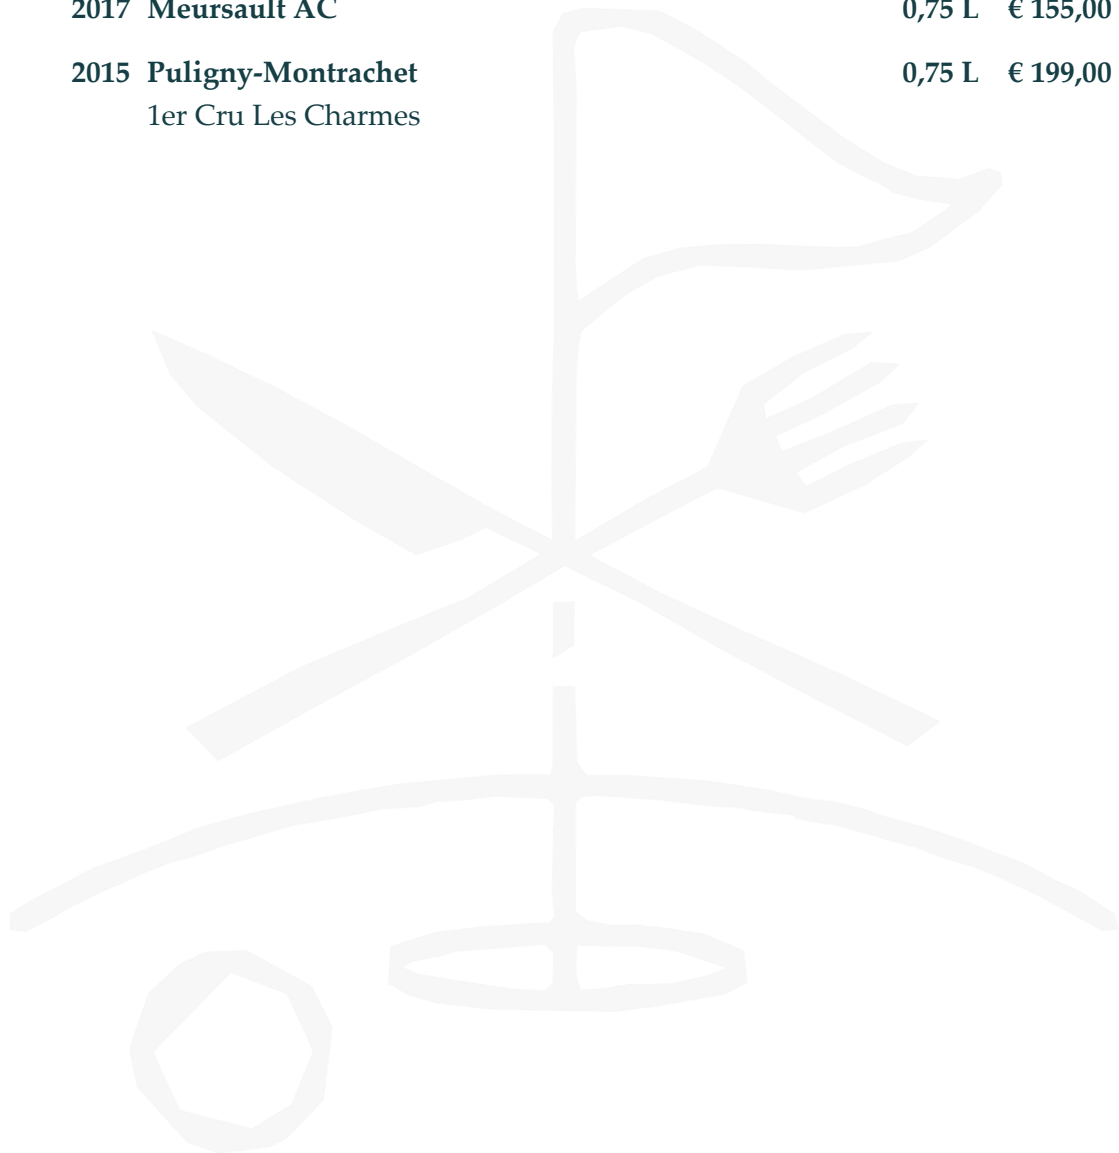 2017 Meursault AC 0,75 L € 155,00
2015 Puligny-Montrachet 0,75 L € 199,00
1er Cru Les Charmes